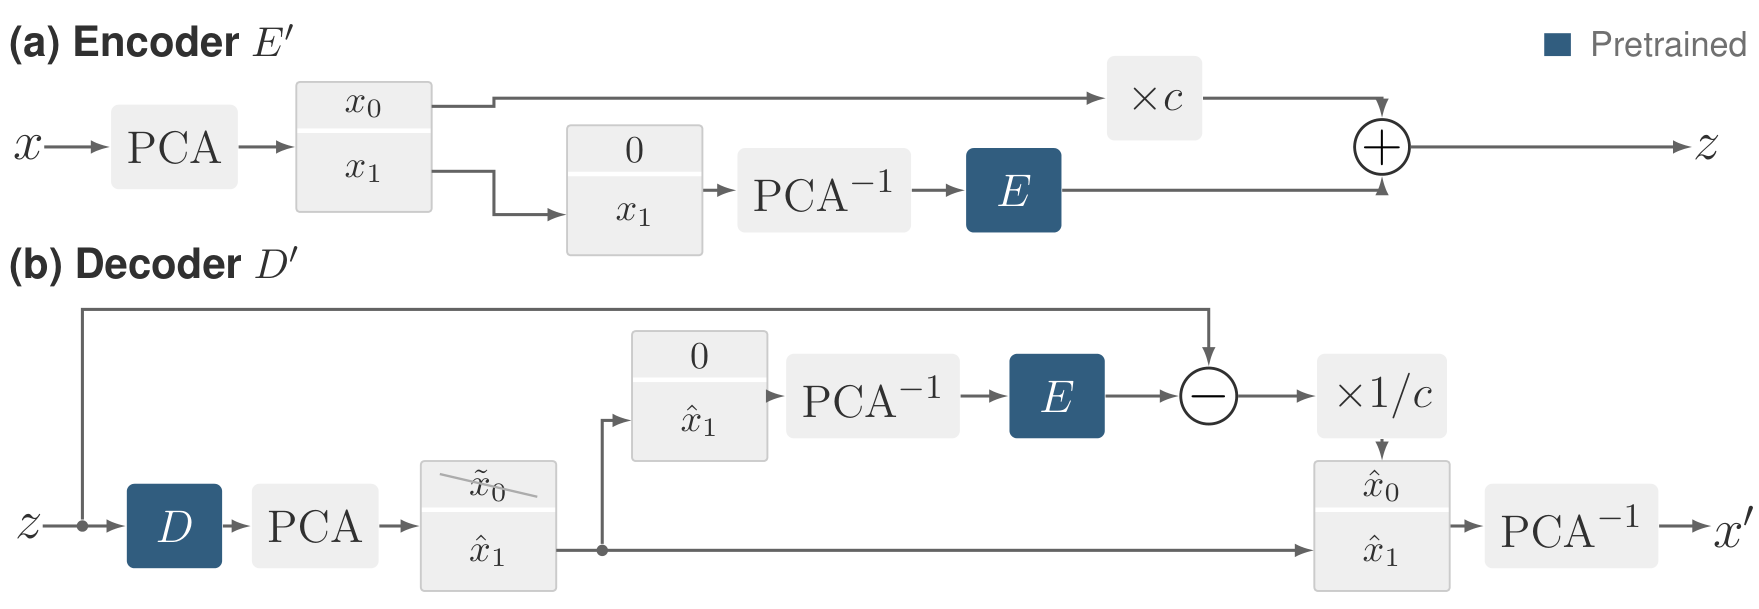 (a) Encoder E′
Pretrained
x PCA x₀ ×c
x₁ 0 z
x₁ PCA⁻¹ E +
(b) Decoder D′
0
x̂₁ PCA⁻¹ E − ×1/c
z D PCA x̃₀ x̂₀ PCA⁻¹ x′
x̂₁ x̂₁